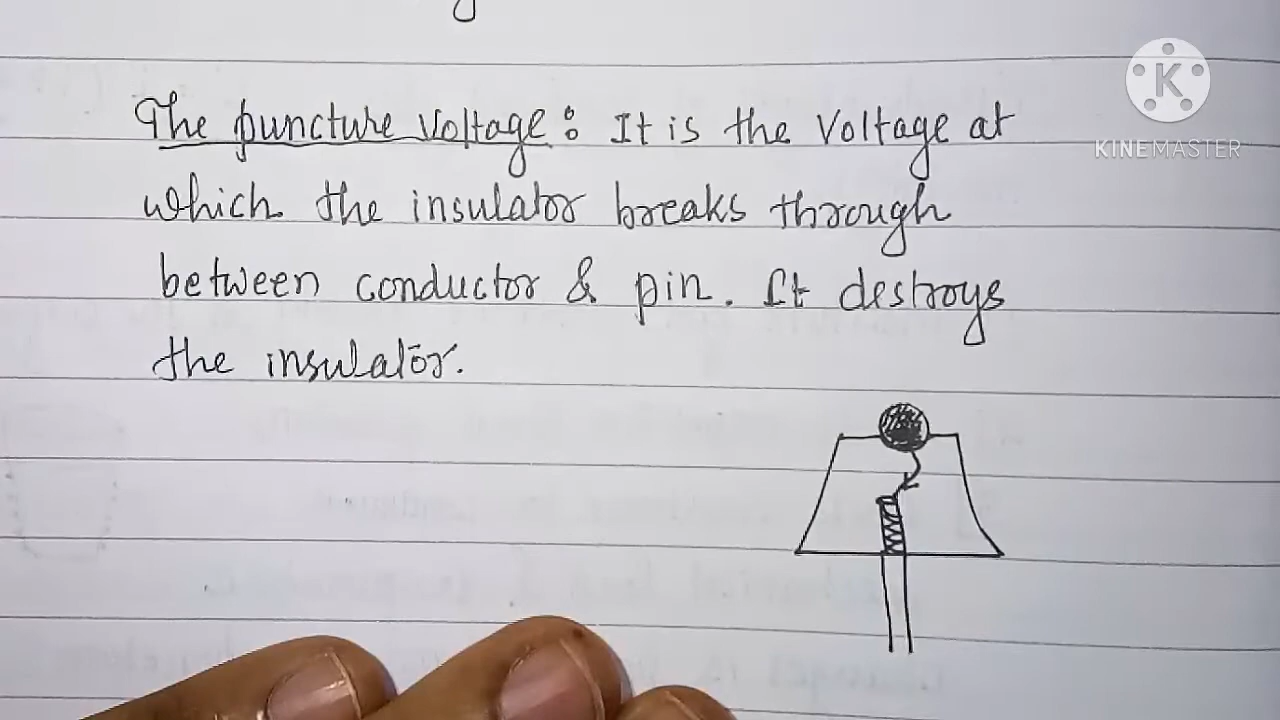 The puncture voltage : It is the voltage at
which the insulator breaks through
between conductor & pin. It destroys
the insulator.
K
KINEMASTER